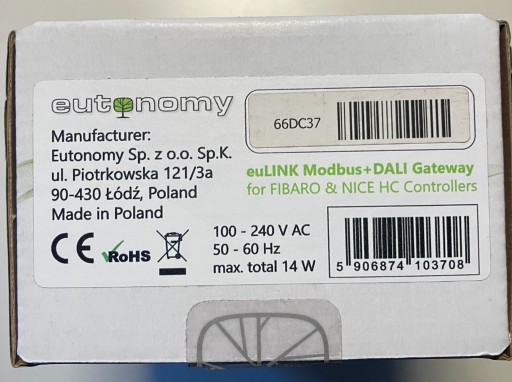 eutonomy
Manufacturer:
Eutonomy Sp. z o.o. Sp.K.
ul. Piotrkowska 121/3a
90-430 Łódź, Poland
Made in Poland
CE RoHS
66DC37
euLINK Modbus+DALI Gateway
for FIBARO & NICE HC Controllers
100 - 240 V AC
50 - 60 Hz
max. total 14 W
5 906874 103708